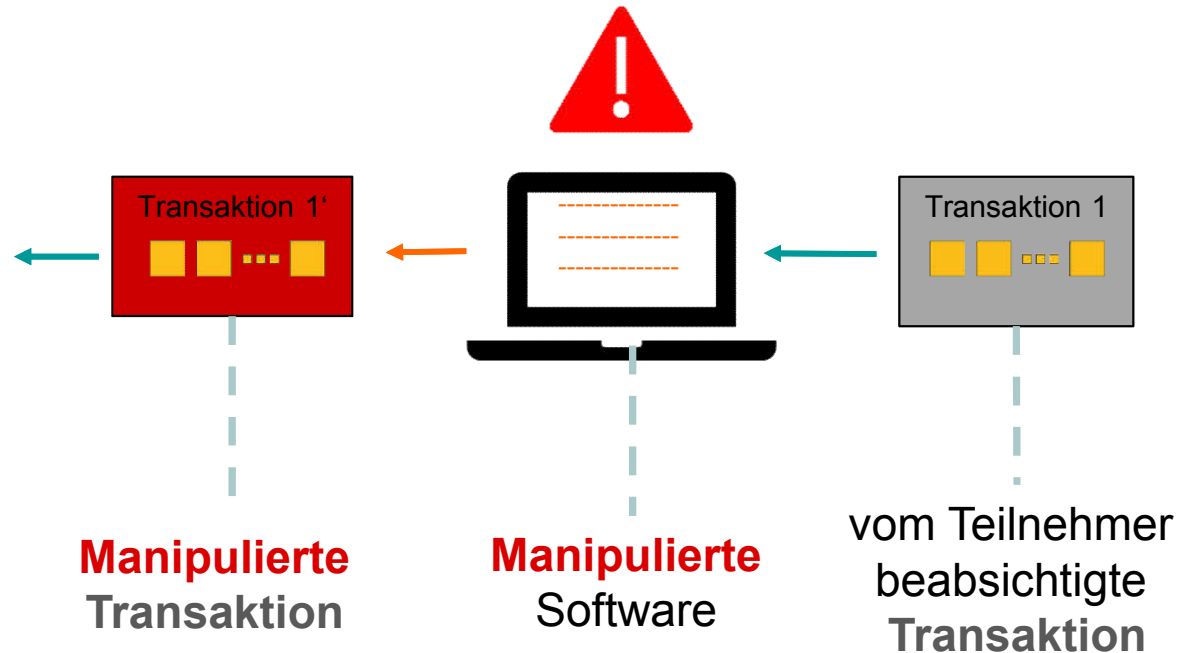 Transaktion 1‘
Transaktion 1
Manipulierte
Transaktion
Manipulierte
Software
vom Teilnehmer
beabsichtigte
Transaktion